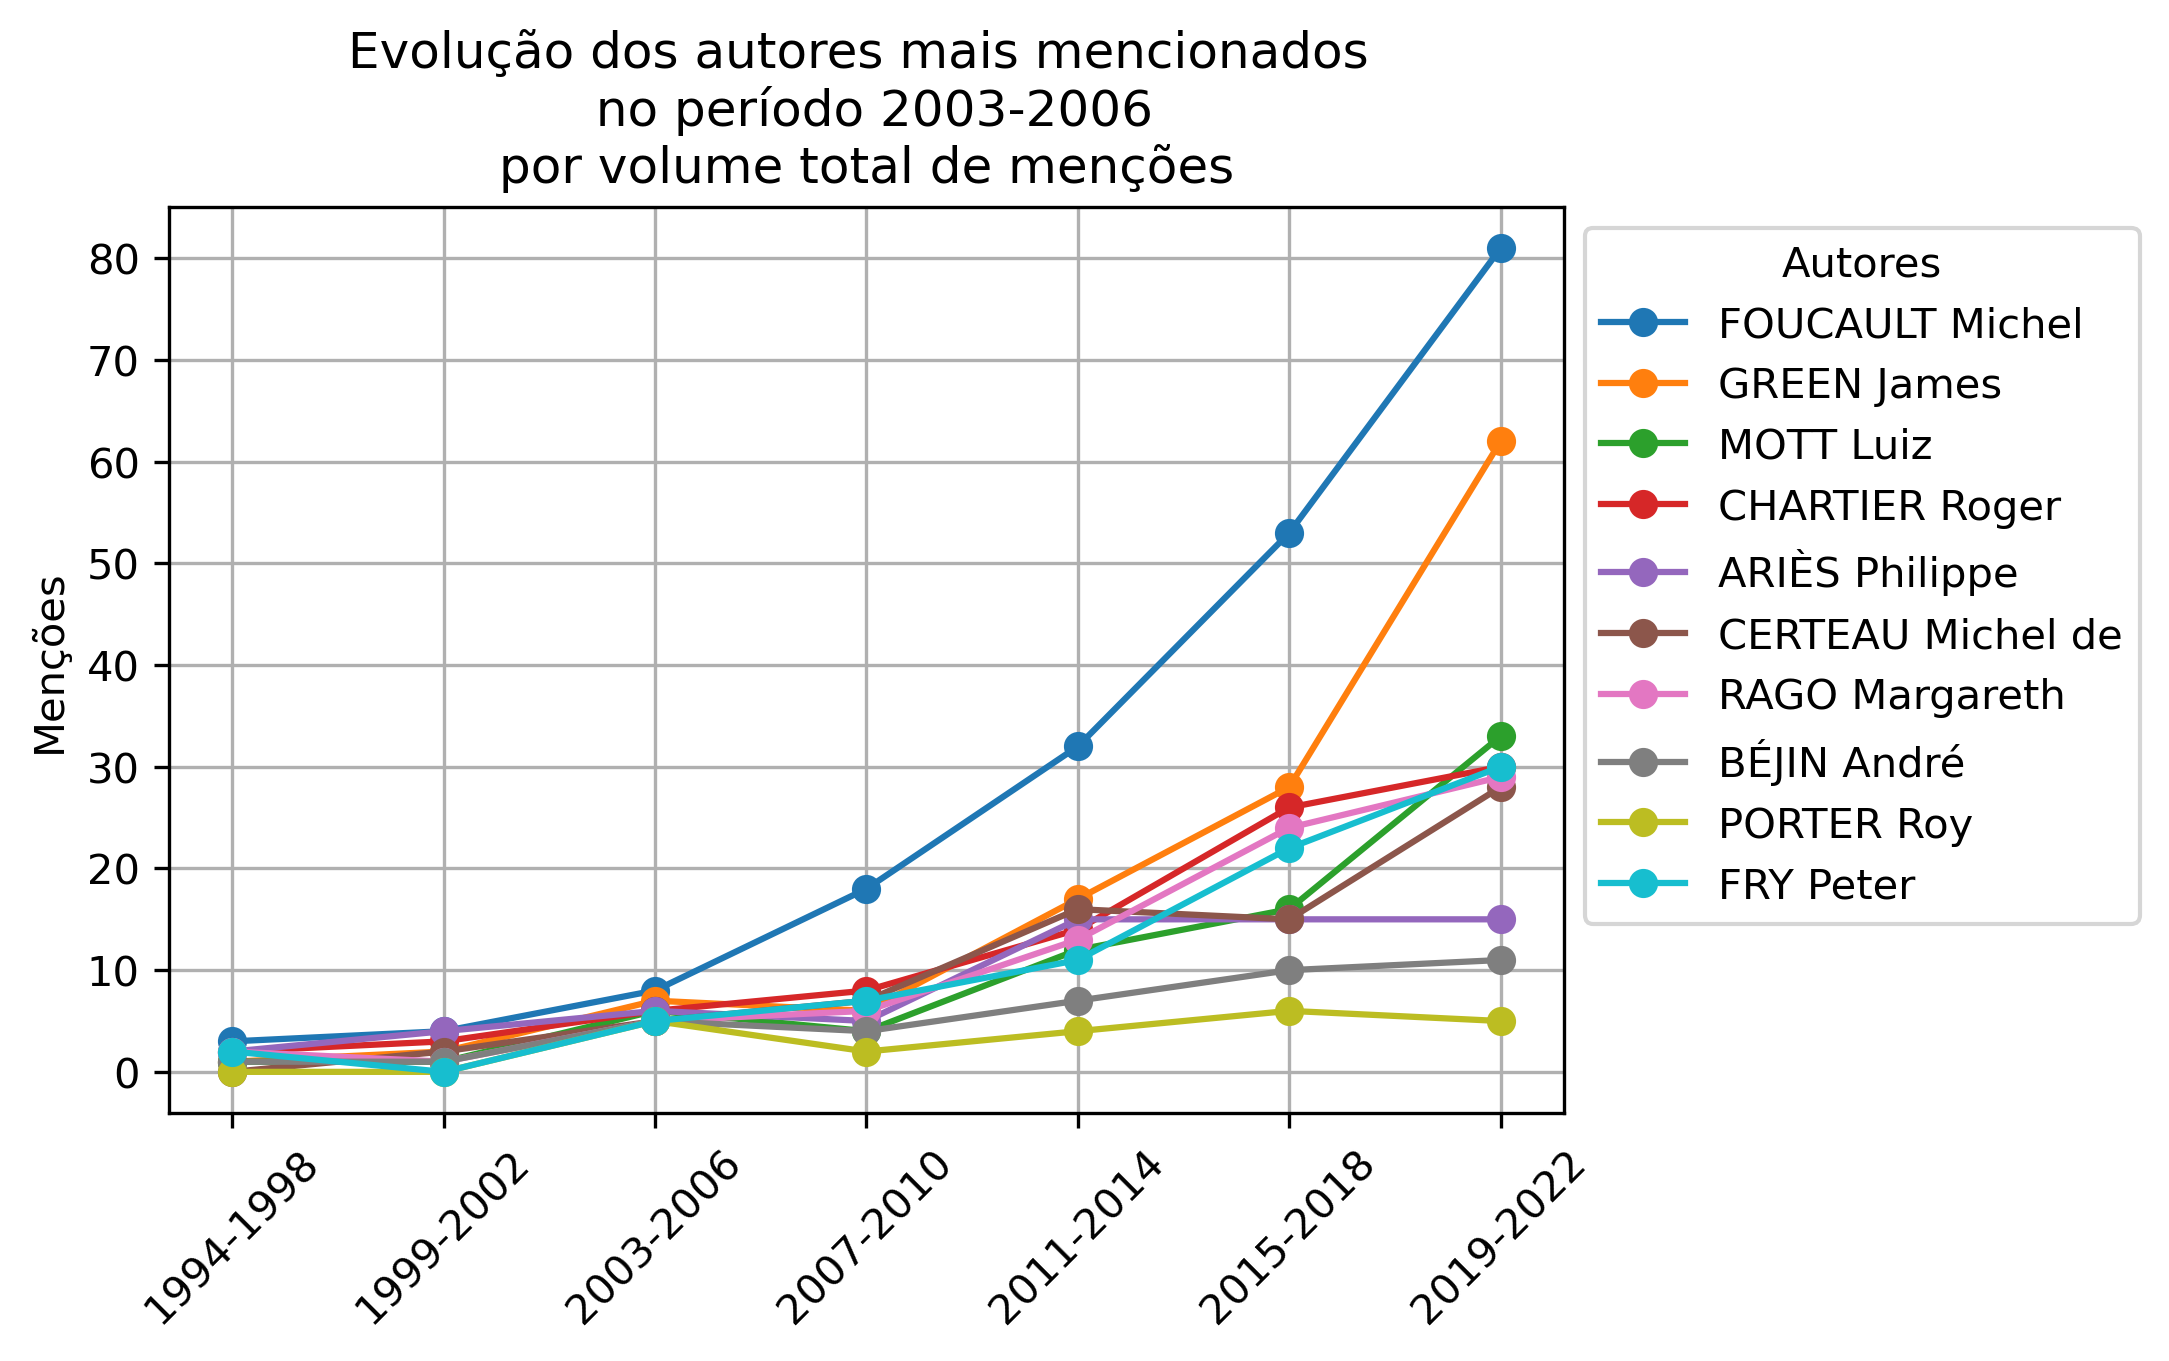 Evolução dos autores mais mencionados
no período 2003-2006
por volume total de menções
Menções
80
70
60
50
40
30
20
10
0
1994-1998
1999-2002
2003-2006
2007-2010
2011-2014
2015-2018
2019-2022
Autores
FOUCAULT Michel
GREEN James
MOTT Luiz
CHARTIER Roger
ARIÈS Philippe
CERTEAU Michel de
RAGO Margareth
BÉJIN André
PORTER Roy
FRY Peter